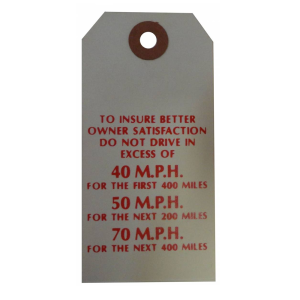 TO INSURE BETTER
OWNER SATISFACTION
DO NOT DRIVE IN
EXCESS OF
40 M.P.H.
FOR THE FIRST 400 MILES
50 M.P.H.
FOR THE NEXT 200 MILES
70 M.P.H.
FOR THE NEXT 400 MILES